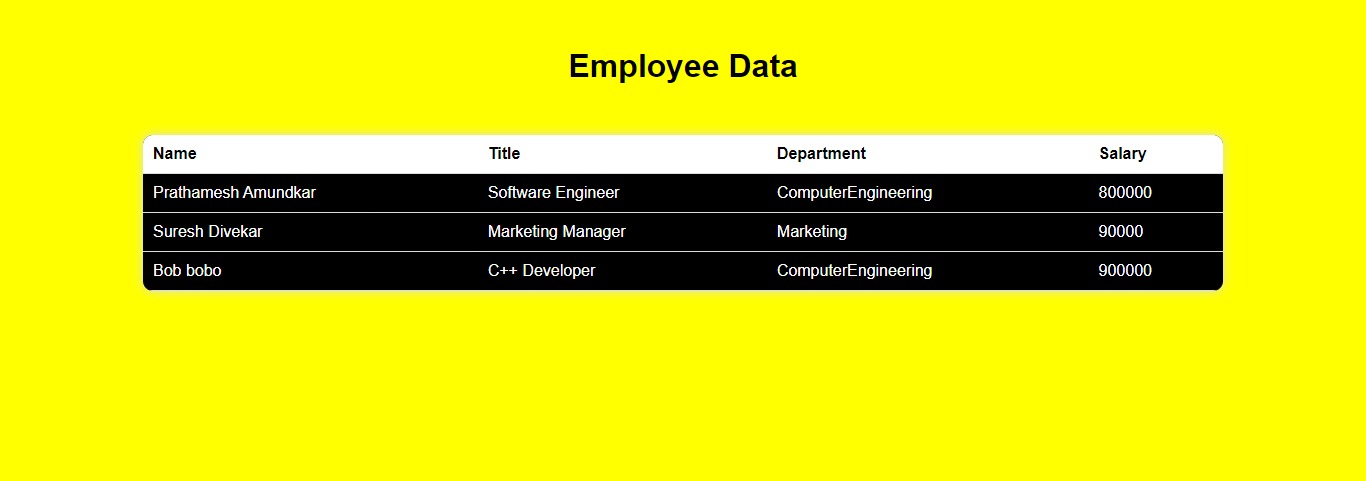 Employee Data
Name Title Department Salary
Prathamesh Amundkar Software Engineer ComputerEngineering 800000
Suresh Divekar Marketing Manager Marketing 90000
Bob bobo C++ Developer ComputerEngineering 900000